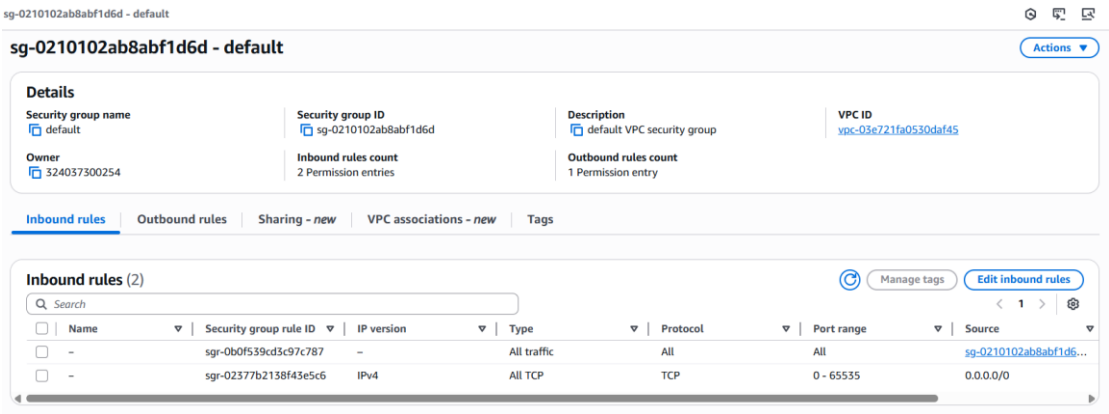 sg-0210102ab8abf1d6d - default
sg-0210102ab8abf1d6d - default
Actions
Details
Security group name
default
Security group ID
sg-0210102ab8abf1d6d
Description
default VPC security group
VPC ID
vpc-03e721fa0530daf45
Owner
324037300254
Inbound rules count
2 Permission entries
Outbound rules count
1 Permission entry
Inbound rules Outbound rules Sharing - new VPC associations - new Tags
Inbound rules (2)
Manage tags Edit inbound rules
Search
1
Name Security group rule ID IP version Type Protocol Port range Source
– sgr-0b0f539cd3c97c787 – All traffic All All sg-0210102ab8abf1d6...
– sgr-02377b2138f43e5c6 IPv4 All TCP TCP 0 - 65535 0.0.0.0/0